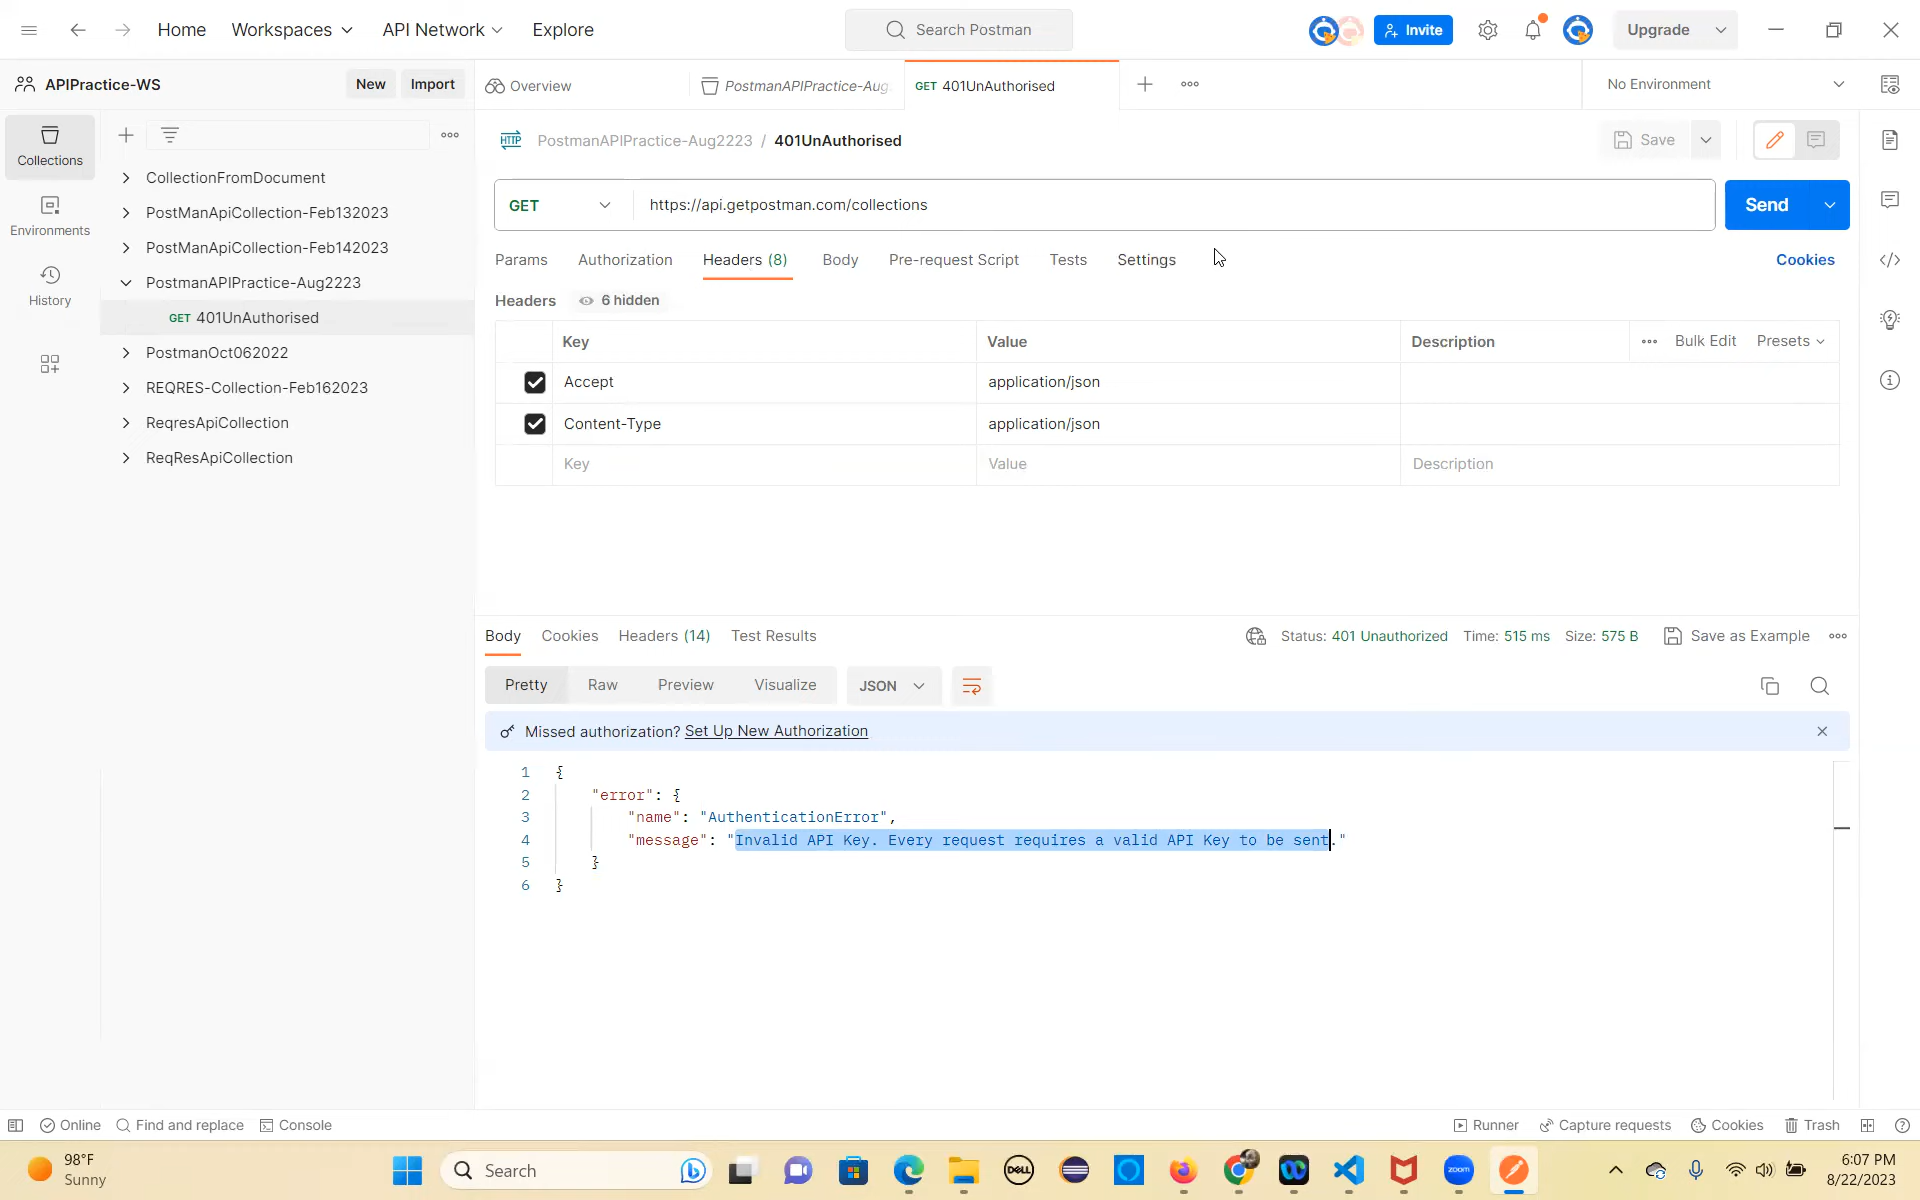 Home
Workspaces
API Network
Explore
Search Postman
Invite
Upgrade
APIPractice-WS
New
Import
Overview
PostmanAPIPractice-Aug
GET 401UnAuthorised
No Environment
Collections
Environments
History
CollectionFromDocument
PostManApiCollection-Feb132023
PostManApiCollection-Feb142023
PostmanAPIPractice-Aug2223
GET 401UnAuthorised
PostmanOct062022
REQRES-Collection-Feb162023
ReqresApiCollection
ReqResApiCollection
HTTP PostmanAPIPractice-Aug2223 / 401UnAuthorised
Save
GET https://api.getpostman.com/collections
Send
Params Authorization Headers (8) Body Pre-request Script Tests Settings Cookies
Headers 6 hidden
Key Value Description Bulk Edit Presets
Accept application/json
Content-Type application/json
Key Value Description
Body Cookies Headers (14) Test Results Status: 401 Unauthorized Time: 515 ms Size: 575 B Save as Example
Pretty Raw Preview Visualize JSON
Missed authorization? Set Up New Authorization
1 {
2 "error": {
3 "name": "AuthenticationError",
4 "message": "Invalid API Key. Every request requires a valid API Key to be sent."
5 }
6 }
Online Find and replace Console Runner Capture requests Cookies Trash
98°F
Sunny
Search
DELL
zoom
6:07 PM
8/22/2023